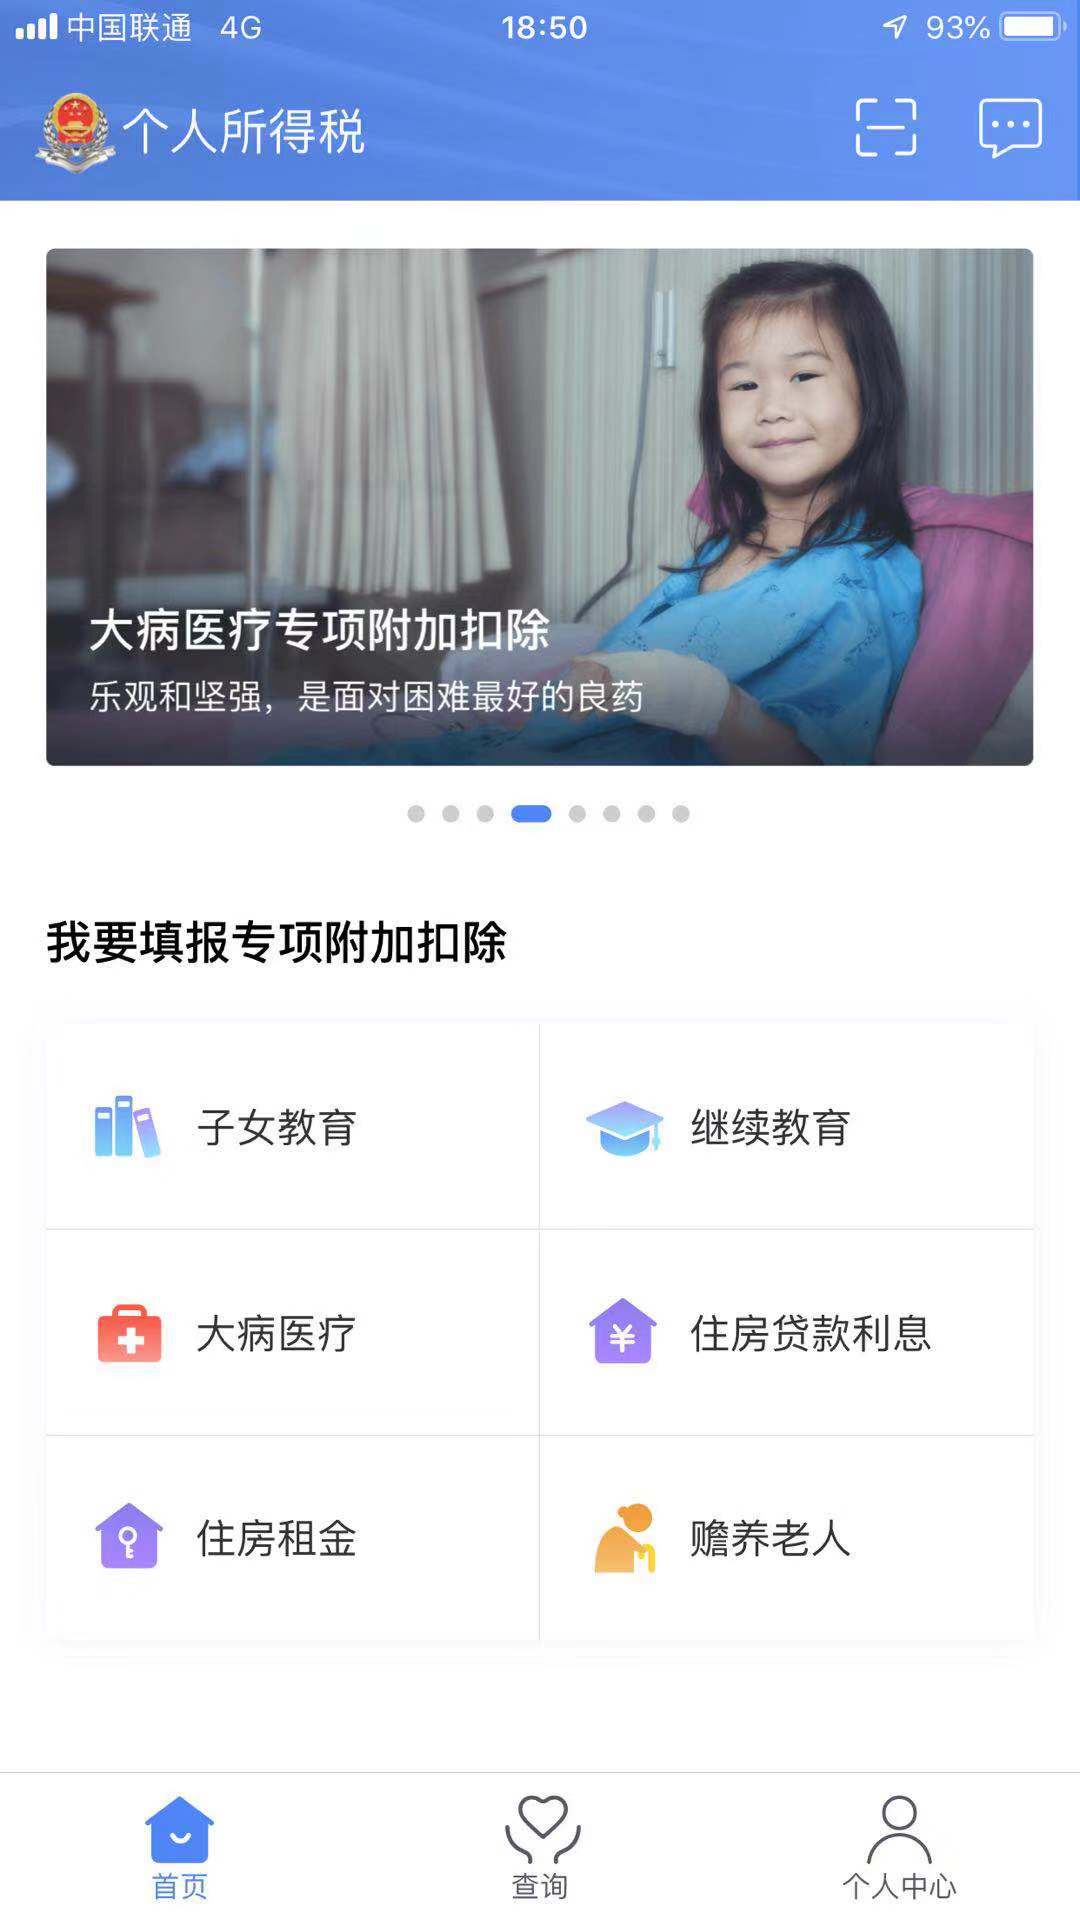 中国联通 4G 18:50 93%
个人所得税
大病医疗专项附加扣除
乐观和坚强，是面对困难最好的良药
我要填报专项附加扣除
子女教育 继续教育
大病医疗 住房贷款利息
住房租金 赡养老人
首页 查询 个人中心